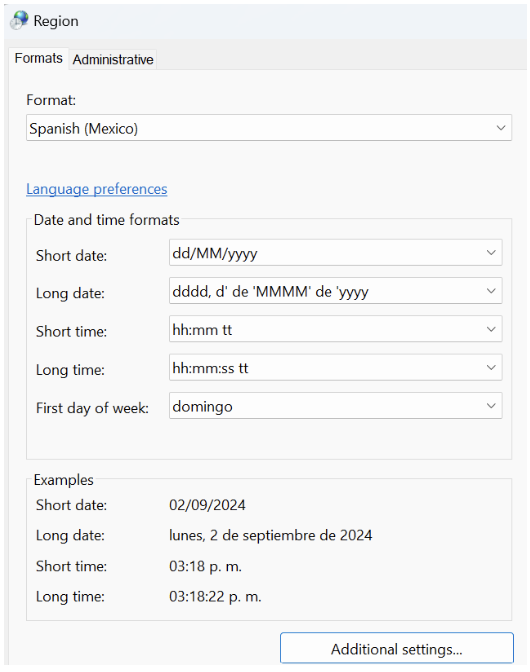 Region
Formats Administrative
Format:
Spanish (Mexico)
Language preferences
Date and time formats
Short date: dd/MM/yyyy
Long date: dddd, d' de 'MMMM' de 'yyyy
Short time: hh:mm tt
Long time: hh:mm:ss tt
First day of week: domingo
Examples
Short date: 02/09/2024
Long date: lunes, 2 de septiembre de 2024
Short time: 03:18 p. m.
Long time: 03:18:22 p. m.
Additional settings...